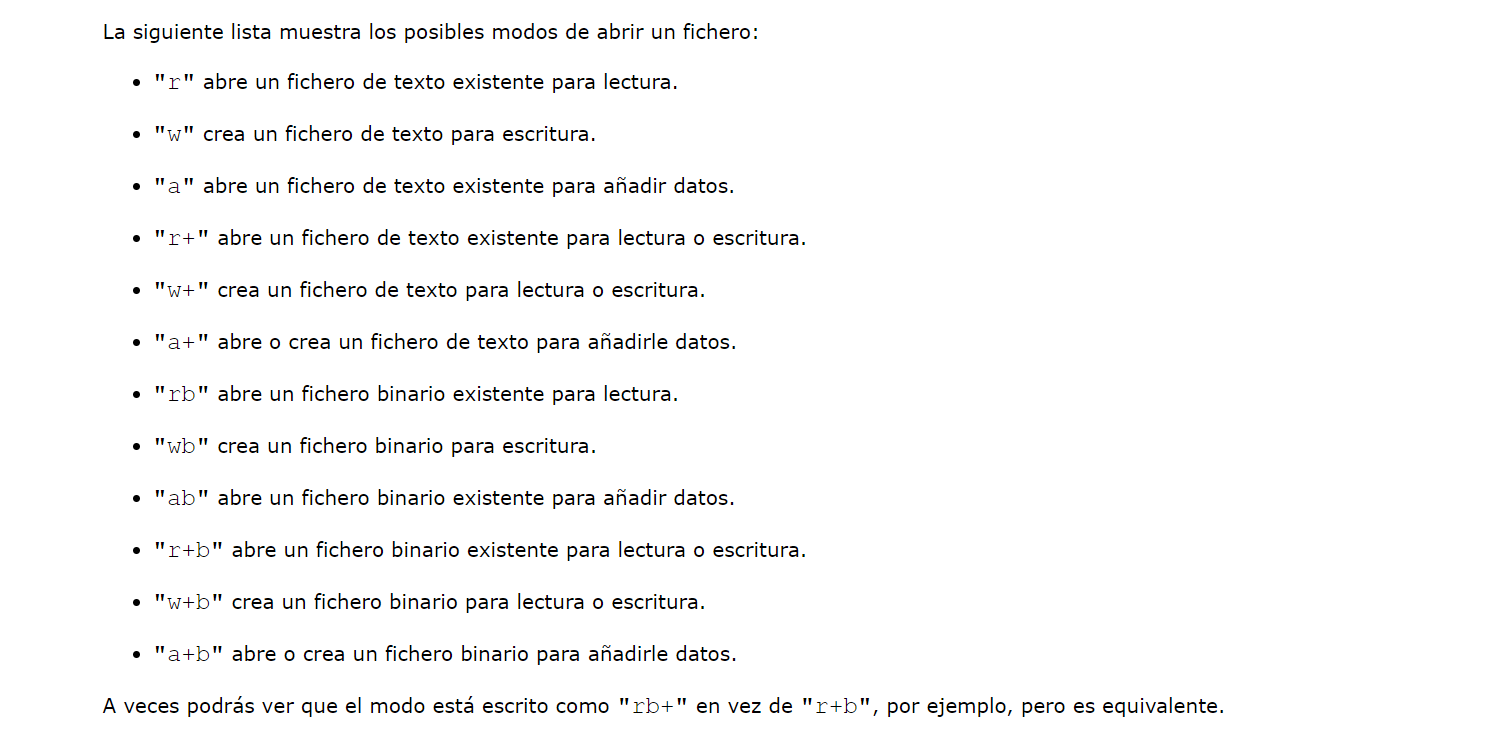 La siguiente lista muestra los posibles modos de abrir un fichero:
• "r" abre un fichero de texto existente para lectura.
• "w" crea un fichero de texto para escritura.
• "a" abre un fichero de texto existente para añadir datos.
• "r+" abre un fichero de texto existente para lectura o escritura.
• "w+" crea un fichero de texto para lectura o escritura.
• "a+" abre o crea un fichero de texto para añadirle datos.
• "rb" abre un fichero binario existente para lectura.
• "wb" crea un fichero binario para escritura.
• "ab" abre un fichero binario existente para añadir datos.
• "r+b" abre un fichero binario existente para lectura o escritura.
• "w+b" crea un fichero binario para lectura o escritura.
• "a+b" abre o crea un fichero binario para añadirle datos.
A veces podrás ver que el modo está escrito como "rb+" en vez de "r+b", por ejemplo, pero es equivalente.